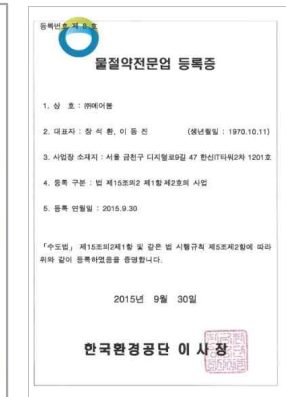 등록번호 제 8 호
물절약전문업 등록증
1. 상 호 : ㈜에어붐
2. 대표자 : 장 석 환, 이 동 진 (생년월일 : 1970.10.11)
3. 사업장 소재지 : 서울 금천구 디지털로9길 47 한신IT타워2차 1201호
4. 등록 구분 : 법 제15조의2 제1항 제2호의 사업
5. 등록 연월일 : 2015.9.30
「수도법」 제15조의2제1항 및 같은 법 시행규칙 제5조제2항에 따라
위와 같이 등록하였음을 증명합니다.
2015년 9월 30일
한국환경공단 이사장